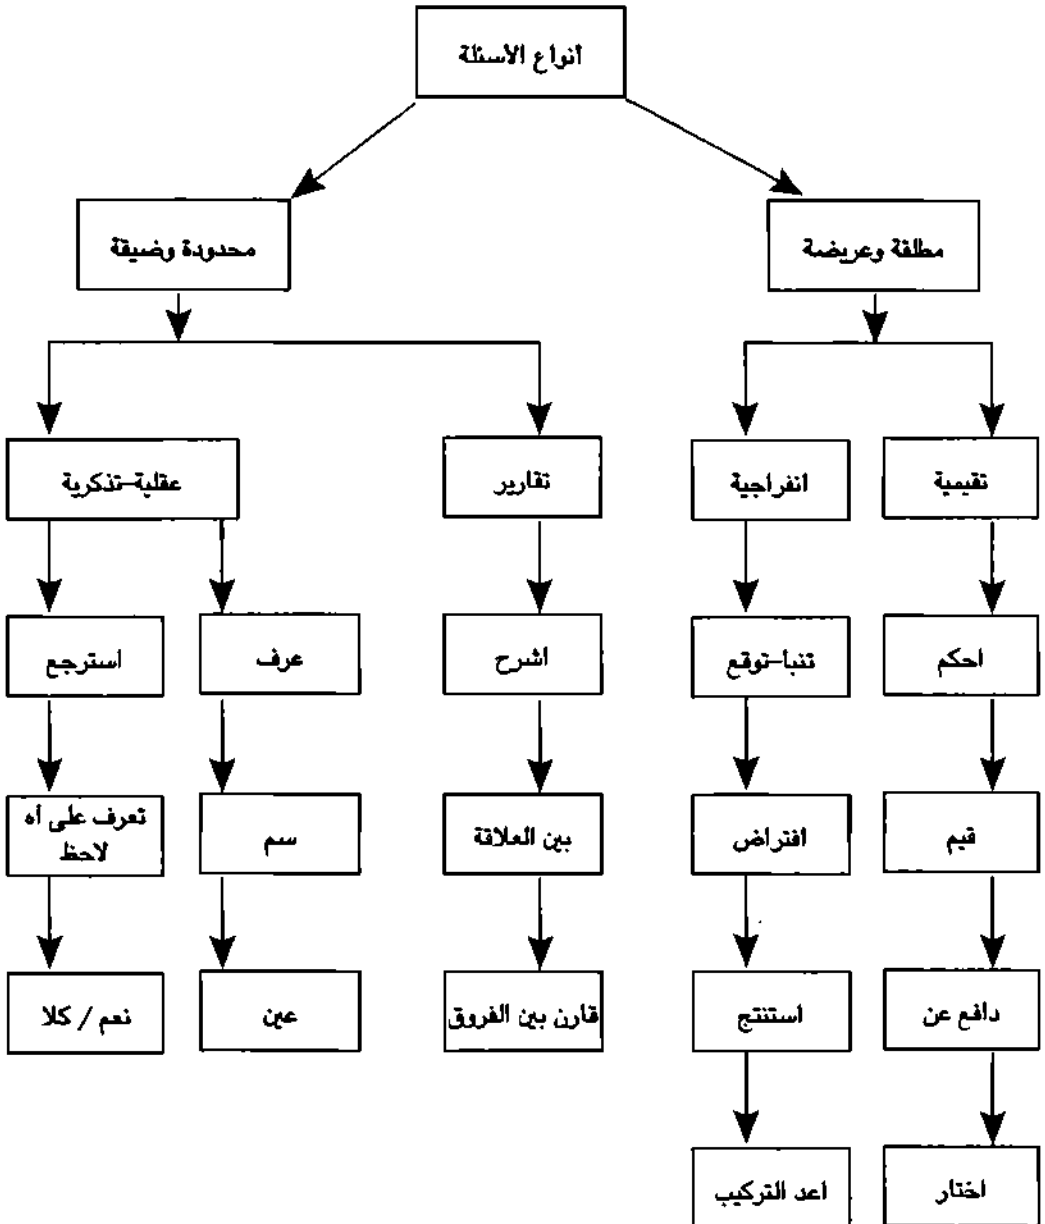 أنواع الأسئلة
مطلقة وعريضة
محدودة وضيقة
تقيمية
انفراجية
تقارير
عقلية-تذكرية
احكم
تنبأ-توقع
اشرح
عرف
استرجع
قيم
افتراض
بين العلاقة
سم
تعرف على أه
لاحظ
دافع عن
استنتج
قارن بين الفروق
عين
نعم / كلا
اختار
اعد التركيب